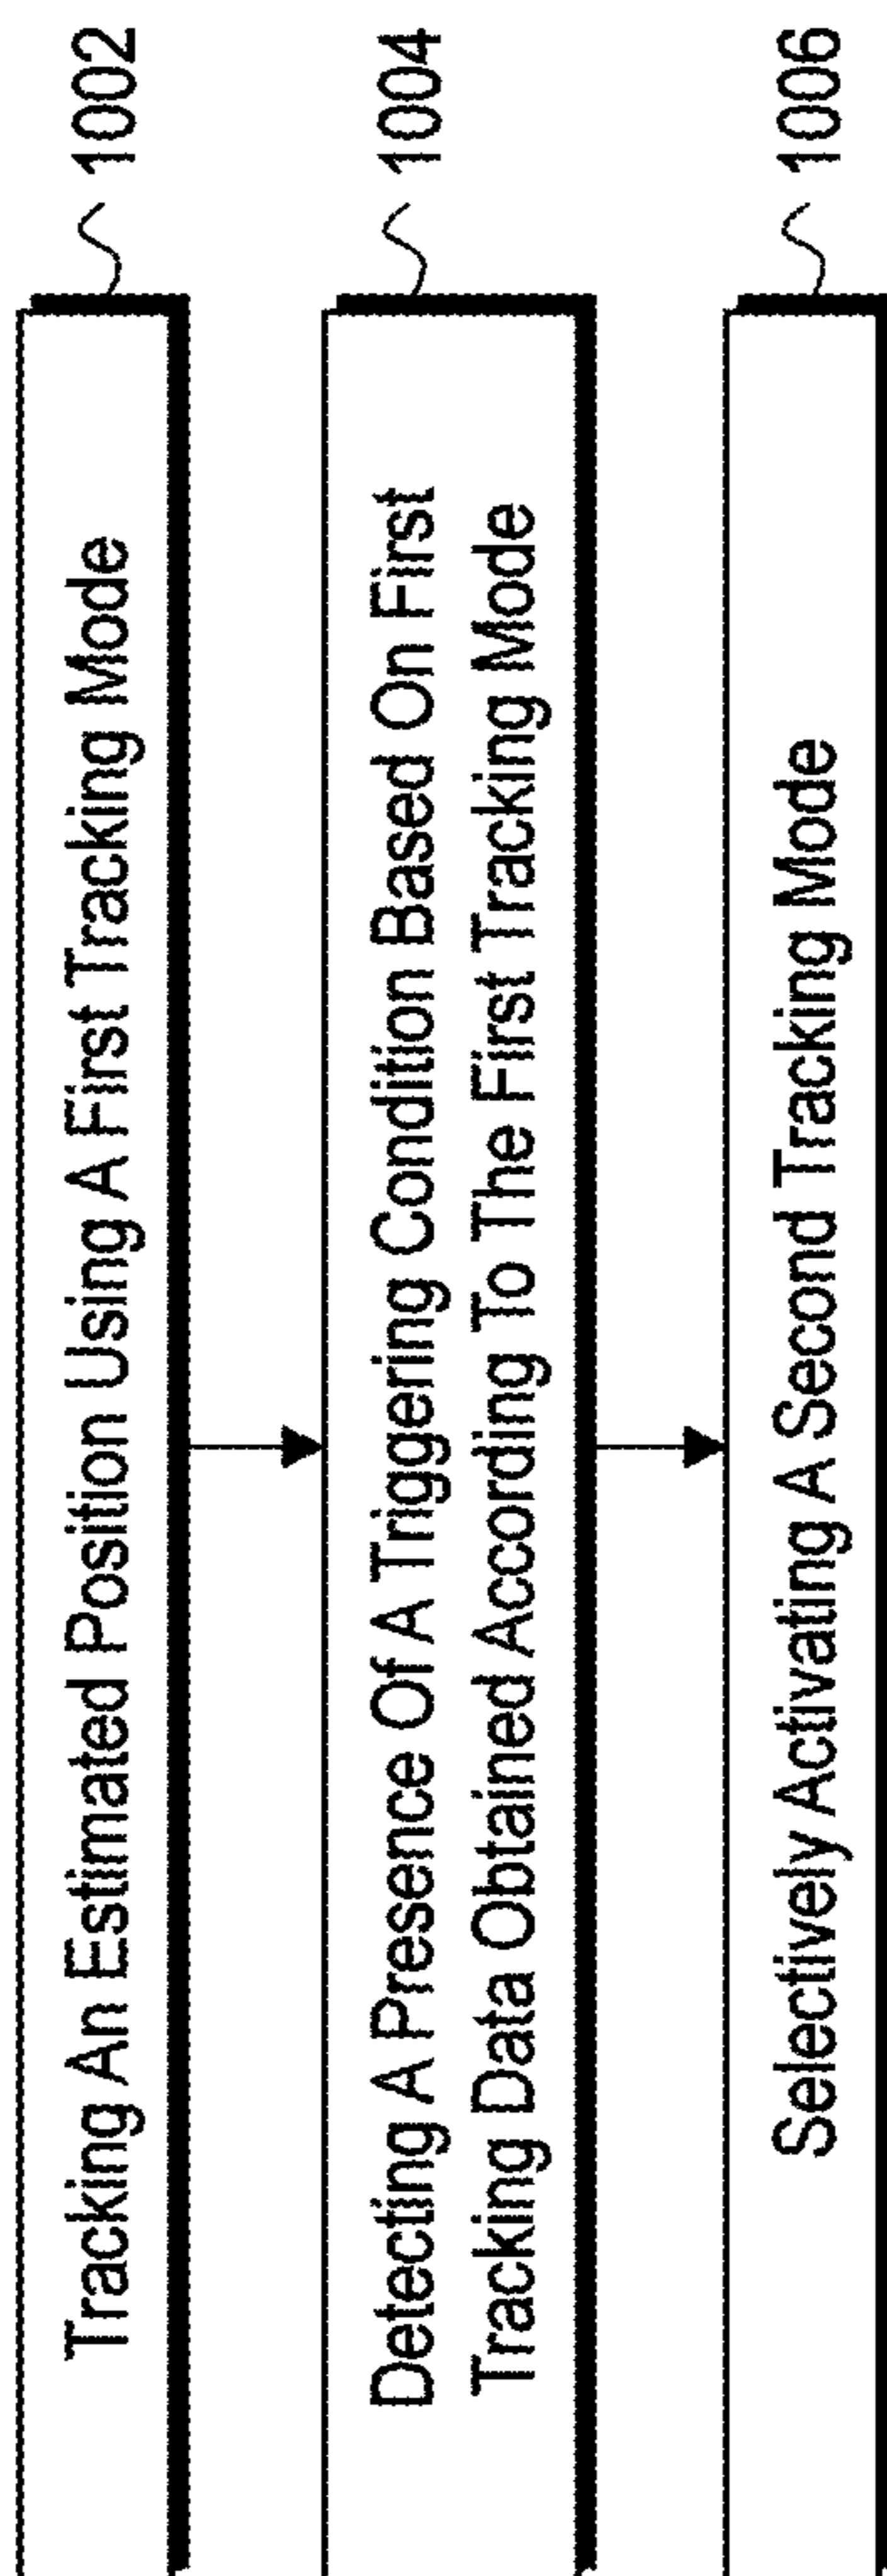 Tracking An Estimated Position Using A First Tracking Mode
1002
Detecting A Presence Of A Triggering Condition Based On First
Tracking Data Obtained According To The First Tracking Mode
1004
Selectively Activating A Second Tracking Mode
1006